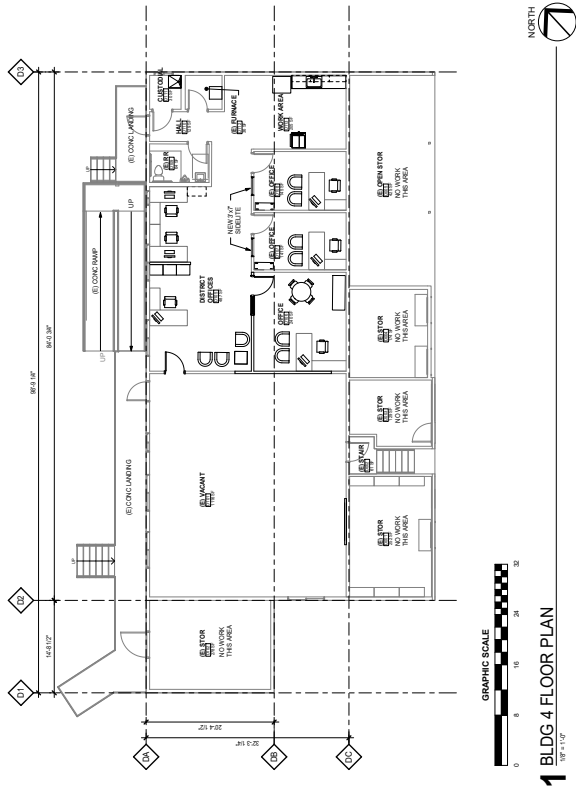 NORTH
D1
D2
D3
98'-9 1/4"
14'-8 1/2"
84'-0 3/4"
UP
(E) CONC LANDING
(E) CONC RAMP
UP
UP
UP
(E) CONC LANDING
DA
DB
DC
20'-4 1/2"
32'-3 1/4"
(E) STOR
NO WORK
THIS AREA
(E) VACANT
DISTRICT
OFFICES
(E) RR
HALL
CUSTODIAL
(E) FURNACE
WORK AREA
NEW 3'x7'
SIDELITE
OFFICE
(E) OFFICE
(E) OFFICE
(E) STOR
NO WORK
THIS AREA
(E) STAIR
(E) STOR
NO WORK
THIS AREA
(E) STOR
NO WORK
THIS AREA
(E) OPEN STOR
NO WORK
THIS AREA
GRAPHIC SCALE
0 8 16 24 32
1 BLDG 4 FLOOR PLAN
1/8" = 1'-0"